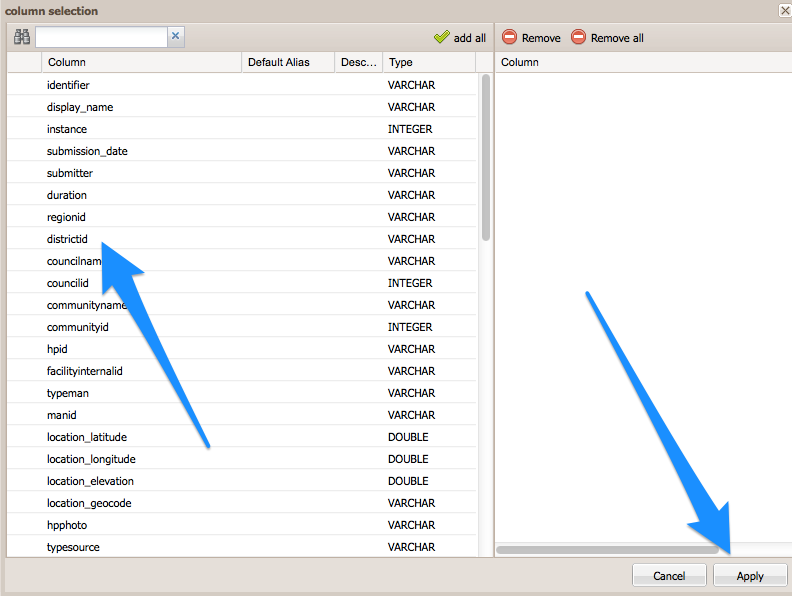 column selection
add all
Remove Remove all
Column Default Alias Desc... Type
Column
identifier VARCHAR
display_name VARCHAR
instance INTEGER
submission_date VARCHAR
submitter VARCHAR
duration VARCHAR
regionid VARCHAR
districtid VARCHAR
councilnam VARCHAR
councilid INTEGER
communityname VARCHAR
communityid INTEGER
hpid VARCHAR
facilityinternalid VARCHAR
typeman VARCHAR
manid VARCHAR
location_latitude DOUBLE
location_longitude DOUBLE
location_elevation DOUBLE
location_geocode VARCHAR
hpphoto VARCHAR
typesource VARCHAR
Cancel Apply